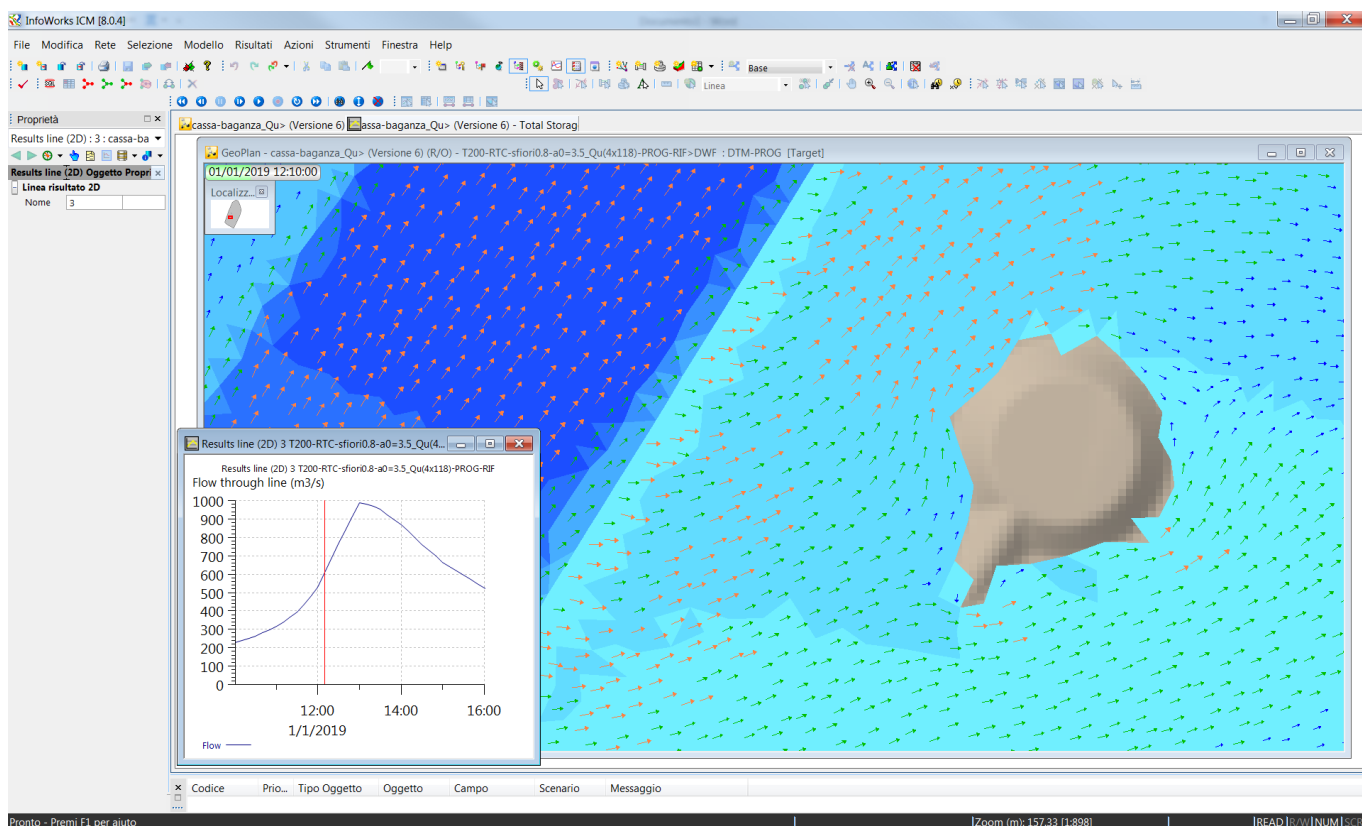 InfoWorks ICM [8.0.4]
File Modifica Rete Selezione Modello Risultati Azioni Strumenti Finestra Help
Base
Linea
Proprietà
Results line (2D) : 3 : cassa-ba
Results line (2D) Oggetto Propri
Linea risultato 2D
Nome 3
cassa-baganza_Qu> (Versione 6) assa-baganza_Qu> (Versione 6) - Total Storag
GeoPlan - cassa-baganza_Qu> (Versione 6) (R/O) - T200-RTC-sfiori0.8-a0=3.5_Qu(4x118)-PROG-RIF>DWF : DTM-PROG [Target]
01/01/2019 12:10:00
Localizz...
Results line (2D) 3 T200-RTC-sfiori0.8-a0=3.5_Qu(4...
Results line (2D) 3 T200-RTC-sfiori0.8-a0=3.5_Qu(4x118)-PROG-RIF
Flow through line (m3/s)
1000
900
800
700
600
500
400
300
200
100
0
12:00 14:00 16:00
1/1/2019
Flow
Codice Prio... Tipo Oggetto Oggetto Campo Scenario Messaggio
Pronto - Premi F1 per aiuto Zoom (m): 157.33 [1:898] READ R/W NUM SCR